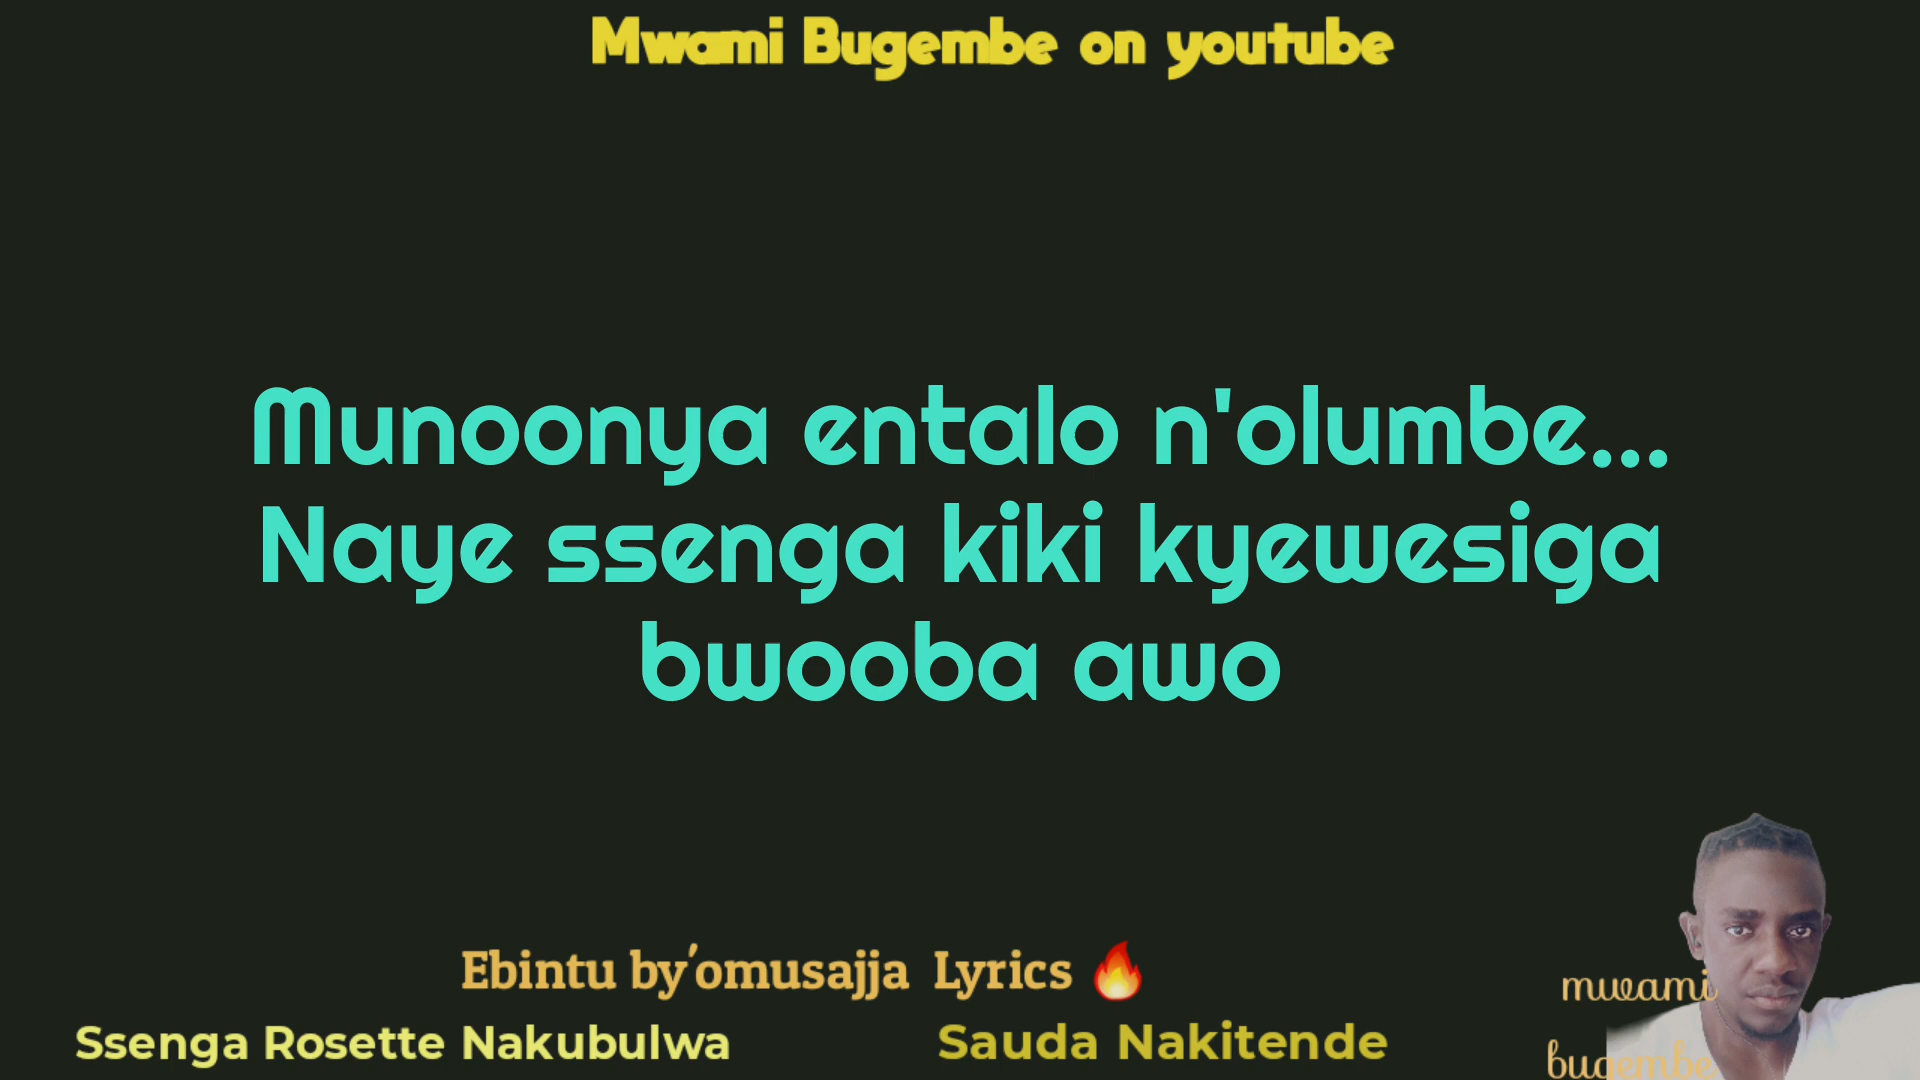 Mwami Bugembe on youtube
Munoonya entalo n'olumbe...
Naye ssenga kiki kyewesiga
bwooba awo
Ebintu by'omusajja Lyrics 🔥
Ssenga Rosette Nakubulwa
Sauda Nakitende
mwami
bugembe